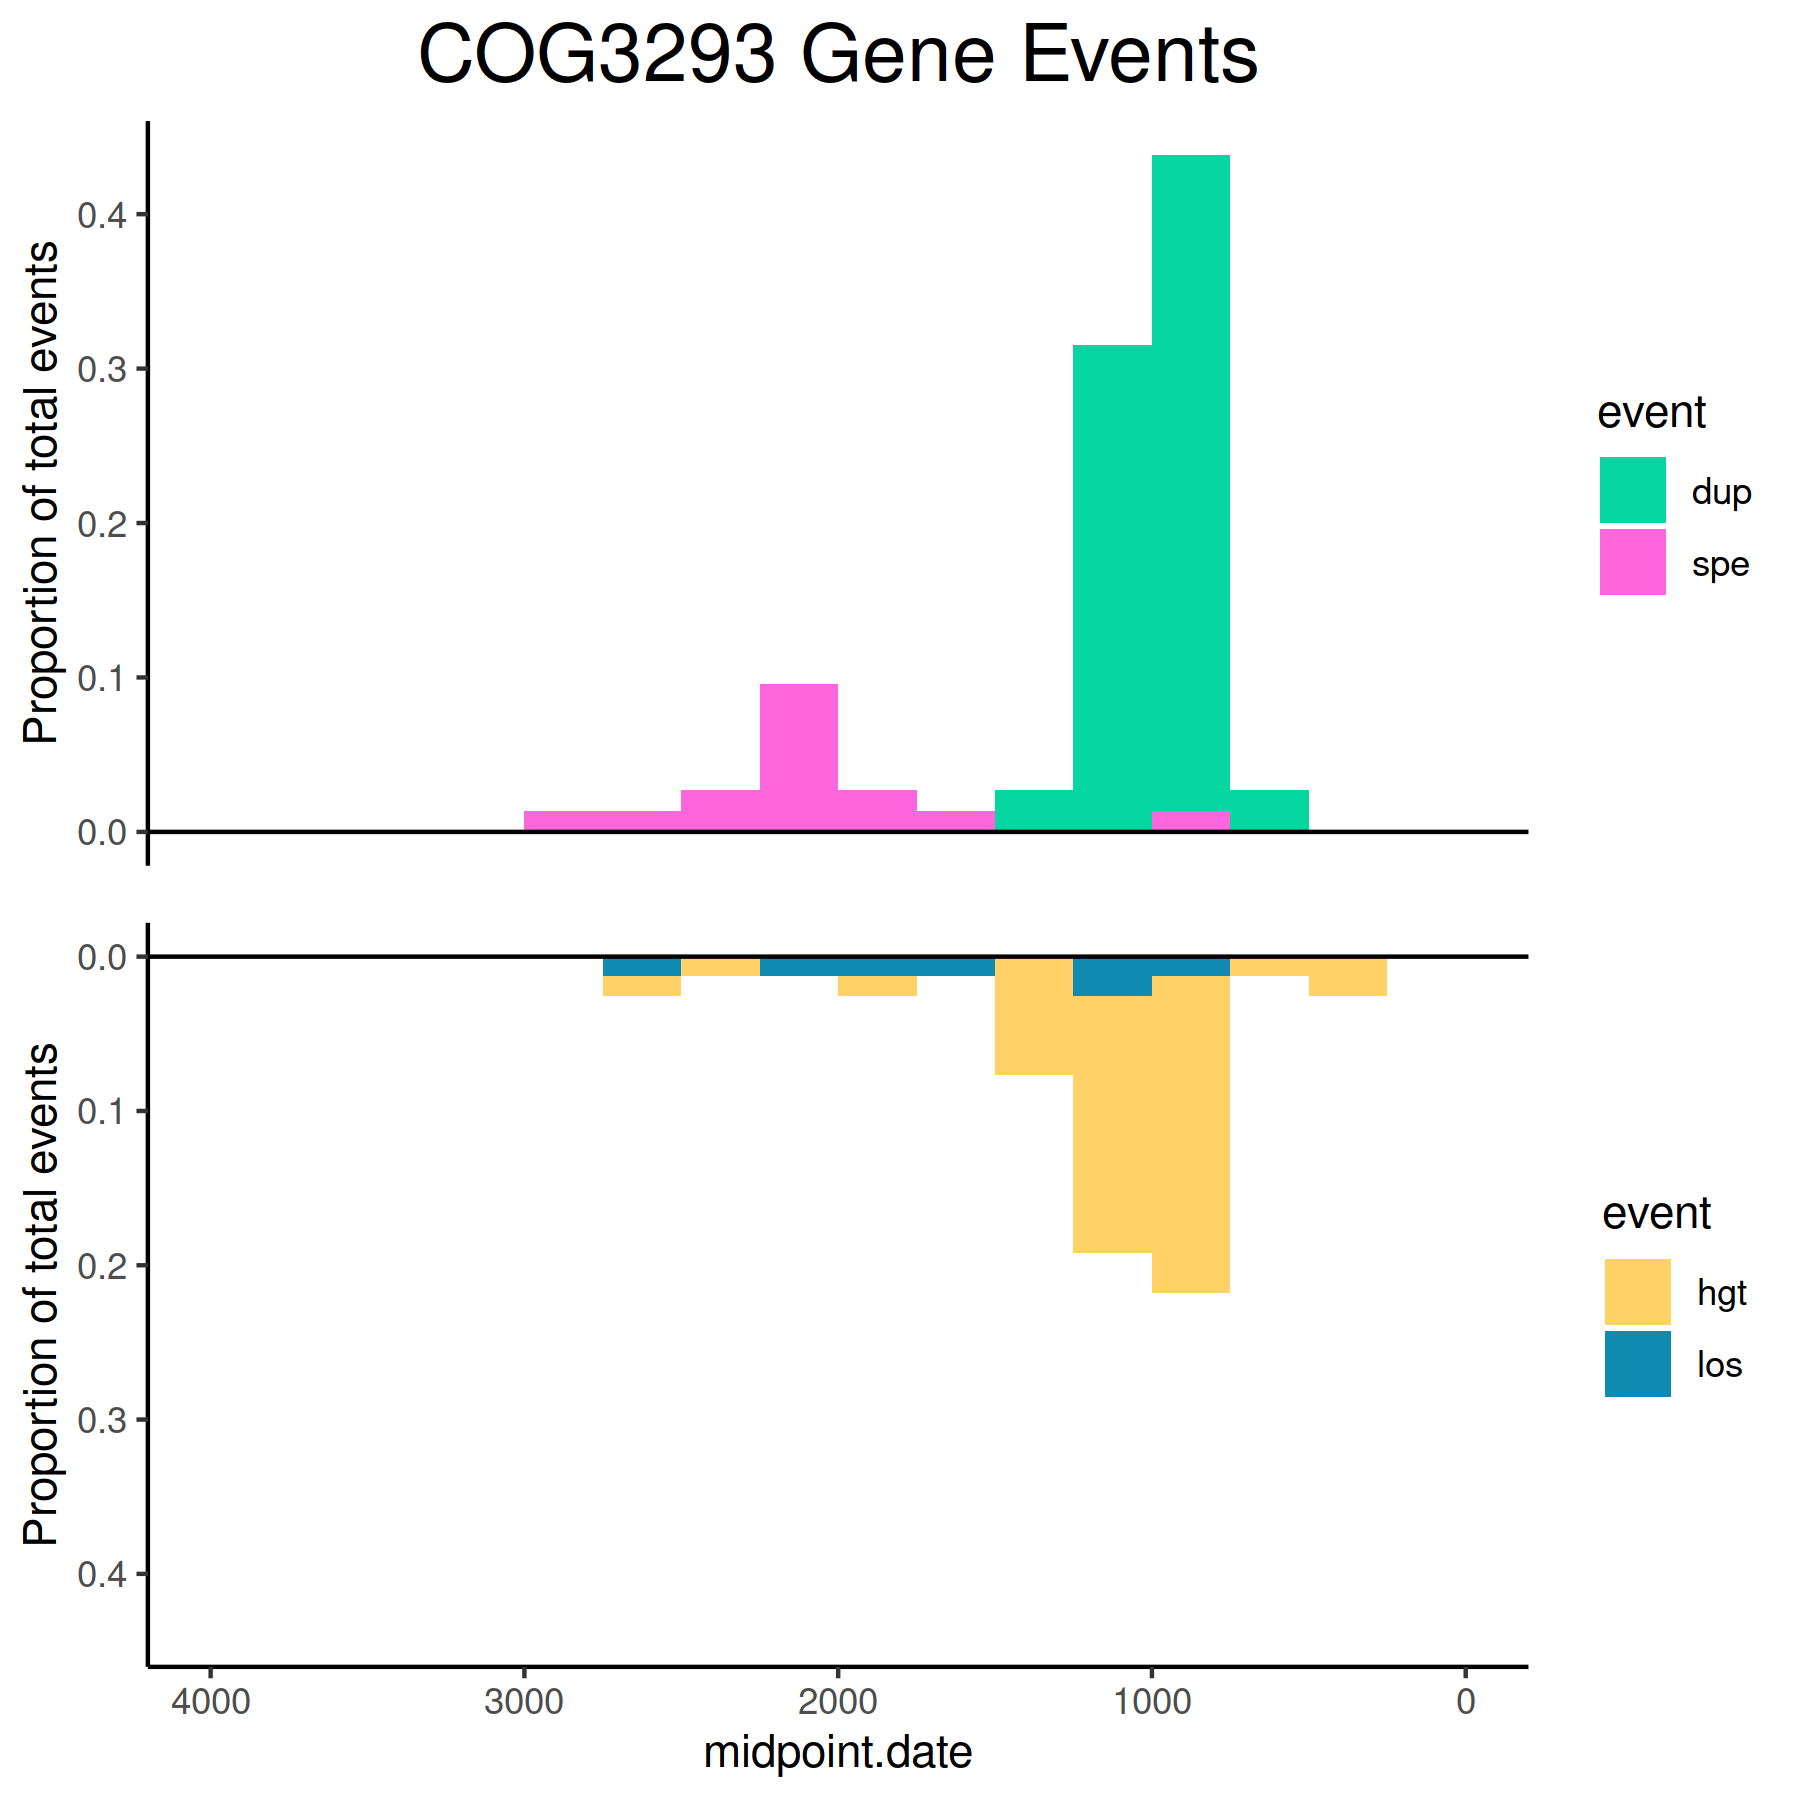 COG3293 Gene Events
Proportion of total events
0.4
0.3
0.2
0.1
0.0
event
dup
spe
Proportion of total events
0.0
0.1
0.2
0.3
0.4
event
hgt
los
4000 3000 2000 1000 0
midpoint.date